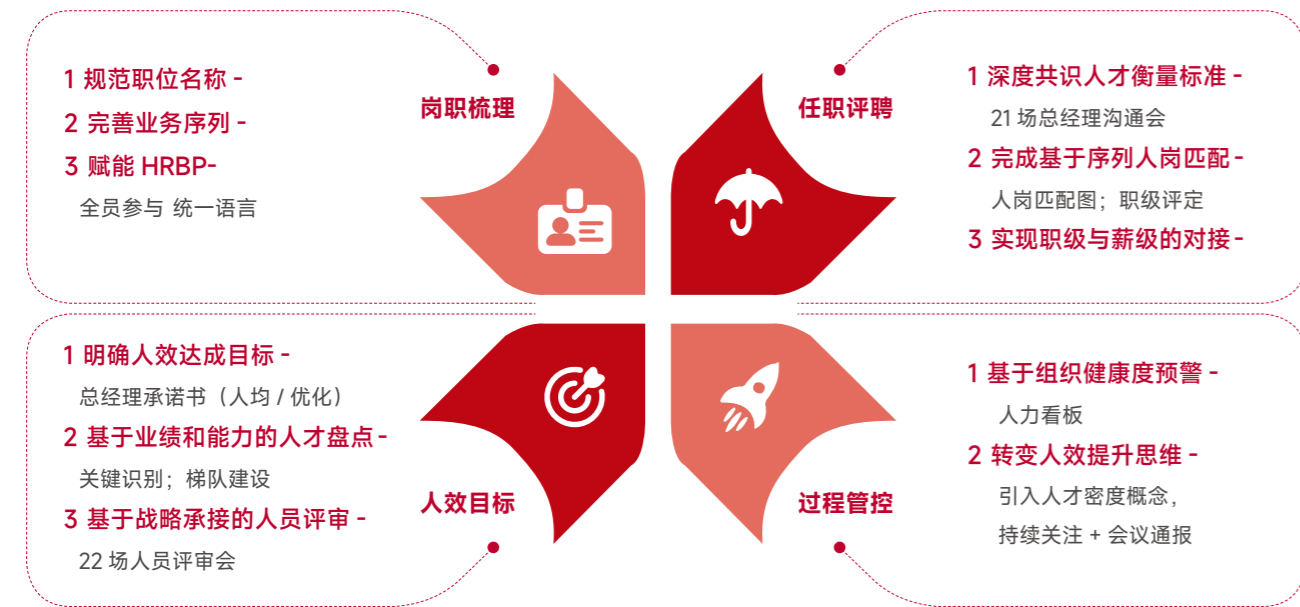 岗职梳理
1 规范职位名称 -
2 完善业务序列 -
3 赋能 HRBP-
全员参与 统一语言
任职评聘
1 深度共识人才衡量标准 -
21 场总经理沟通会
2 完成基于序列人岗匹配 -
人岗匹配图；职级评定
3 实现职级与薪级的对接 -
人效目标
1 明确人效达成目标 -
总经理承诺书（人均 / 优化）
2 基于业绩和能力的人才盘点 -
关键识别；梯队建设
3 基于战略承接的人员评审 -
22 场人员评审会
过程管控
1 基于组织健康度预警 -
人力看板
2 转变人效提升思维 -
引入人才密度概念，
持续关注 + 会议通报